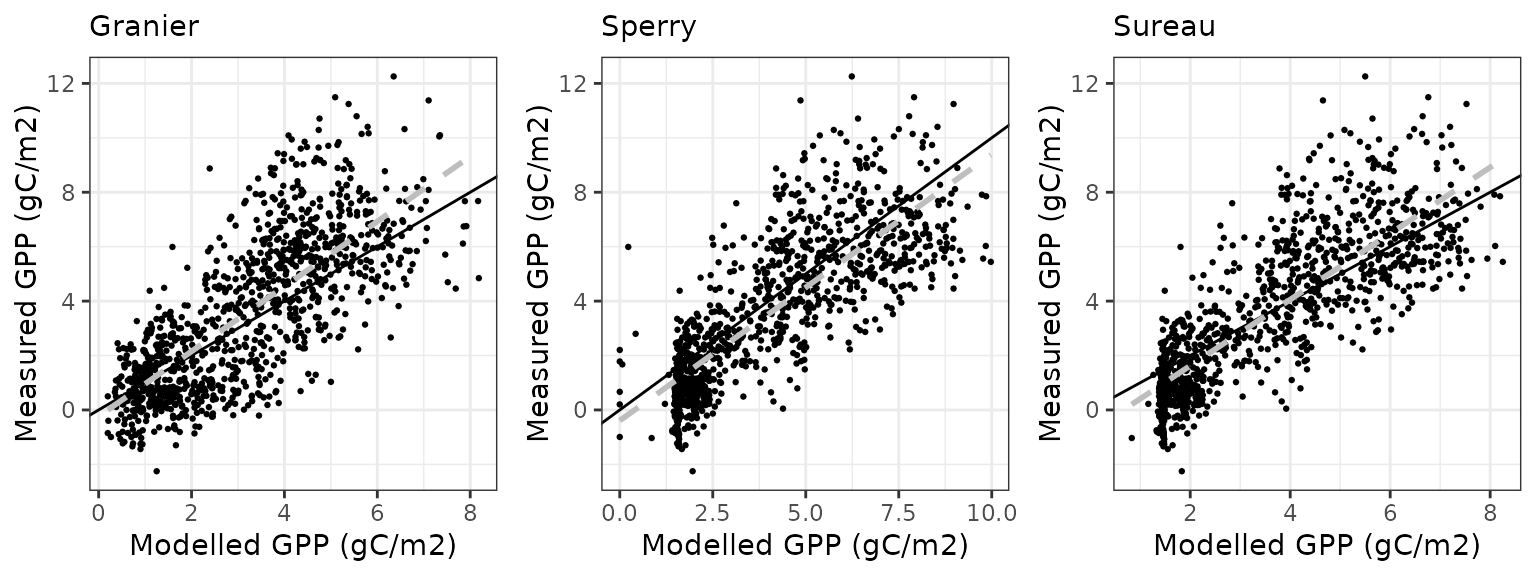 Granier
Measured GPP (gC/m2)
12
8
4
0
0 2 4 6 8
Modelled GPP (gC/m2)
Sperry
Measured GPP (gC/m2)
12
8
4
0
0.0 2.5 5.0 7.5 10.0
Modelled GPP (gC/m2)
Sureau
Measured GPP (gC/m2)
12
8
4
0
2 4 6 8
Modelled GPP (gC/m2)